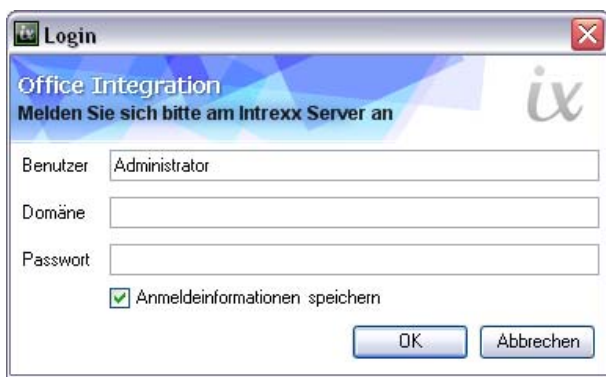 ix Login
Office Integration
Melden Sie sich bitte am Intrexx Server an
ix
Benutzer Administrator
Domäne
Passwort
Anmeldeinformationen speichern
OK Abbrechen